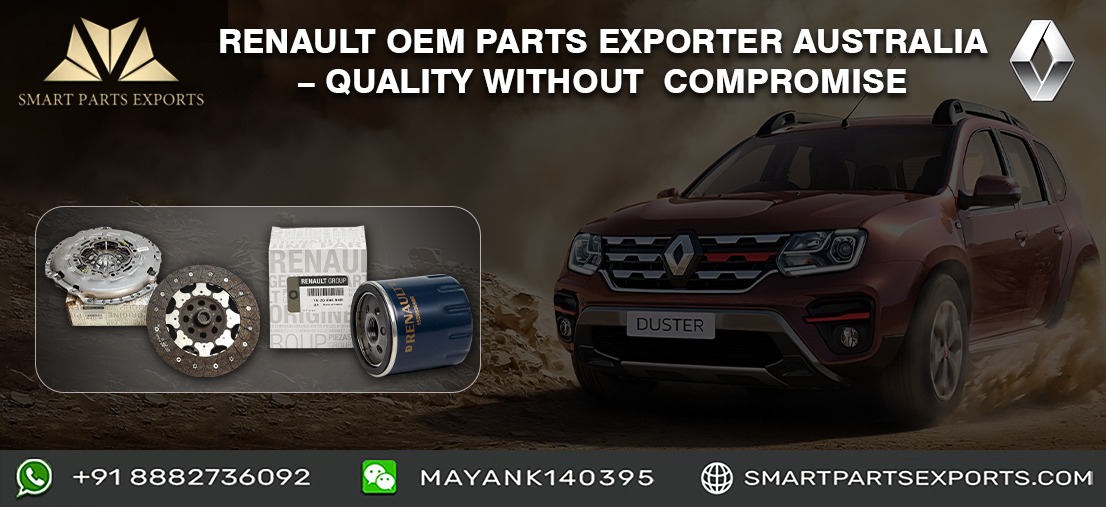 SMART PARTS EXPORTS
RENAULT OEM PARTS EXPORTER AUSTRALIA
– QUALITY WITHOUT COMPROMISE
RENAULT GROUP
RENAULT
DUSTER
+91 8882736092
MAYANK140395
SMARTPARTSEXPORTS.COM